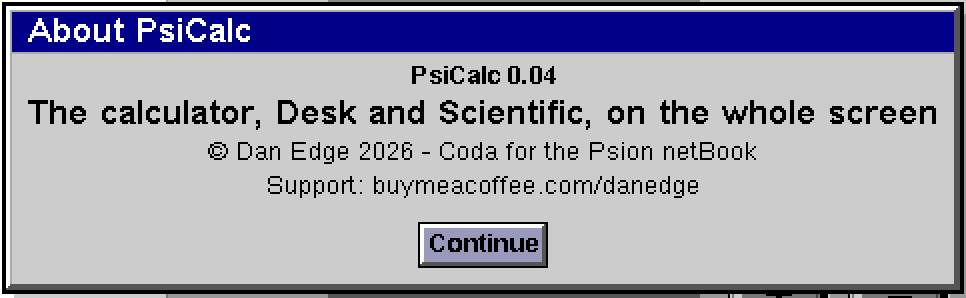 About PsiCalc
PsiCalc 0.04
The calculator, Desk and Scientific, on the whole screen
© Dan Edge 2026 - Coda for the Psion netBook
Support: buymeacoffee.com/danedge
Continue